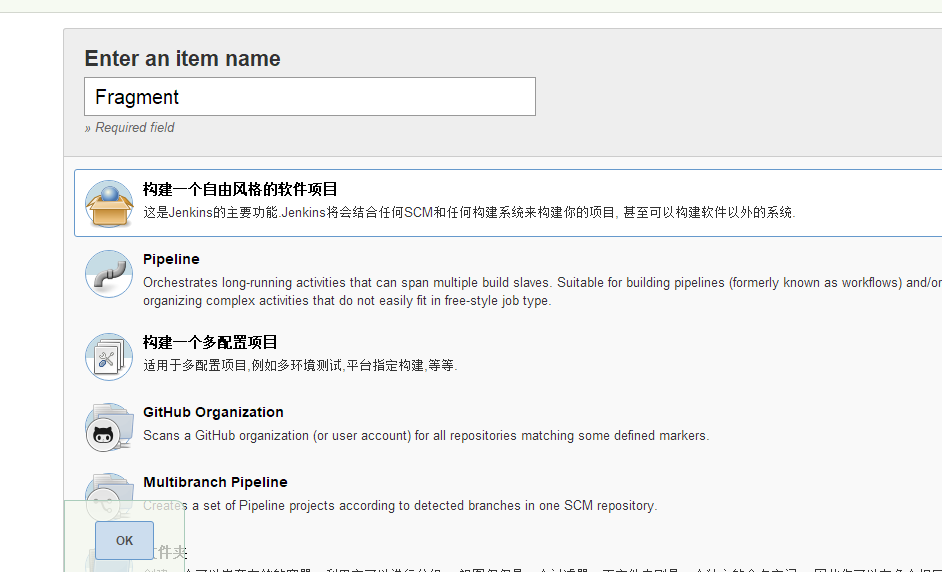 Enter an item name
Fragment
» Required field
构建一个自由风格的软件项目
这是Jenkins的主要功能.Jenkins将会结合任何SCM和任何构建系统来构建你的项目, 甚至可以构建软件以外的系统.
Pipeline
Orchestrates long-running activities that can span multiple build slaves. Suitable for building pipelines (formerly known as workflows) and/or
organizing complex activities that do not easily fit in free-style job type.
构建一个多配置项目
适用于多配置项目,例如多环境测试,平台指定构建,等等.
GitHub Organization
Scans a GitHub organization (or user account) for all repositories matching some defined markers.
Multibranch Pipeline
Creates a set of Pipeline projects according to detected branches in one SCM repository.
OK
文件夹